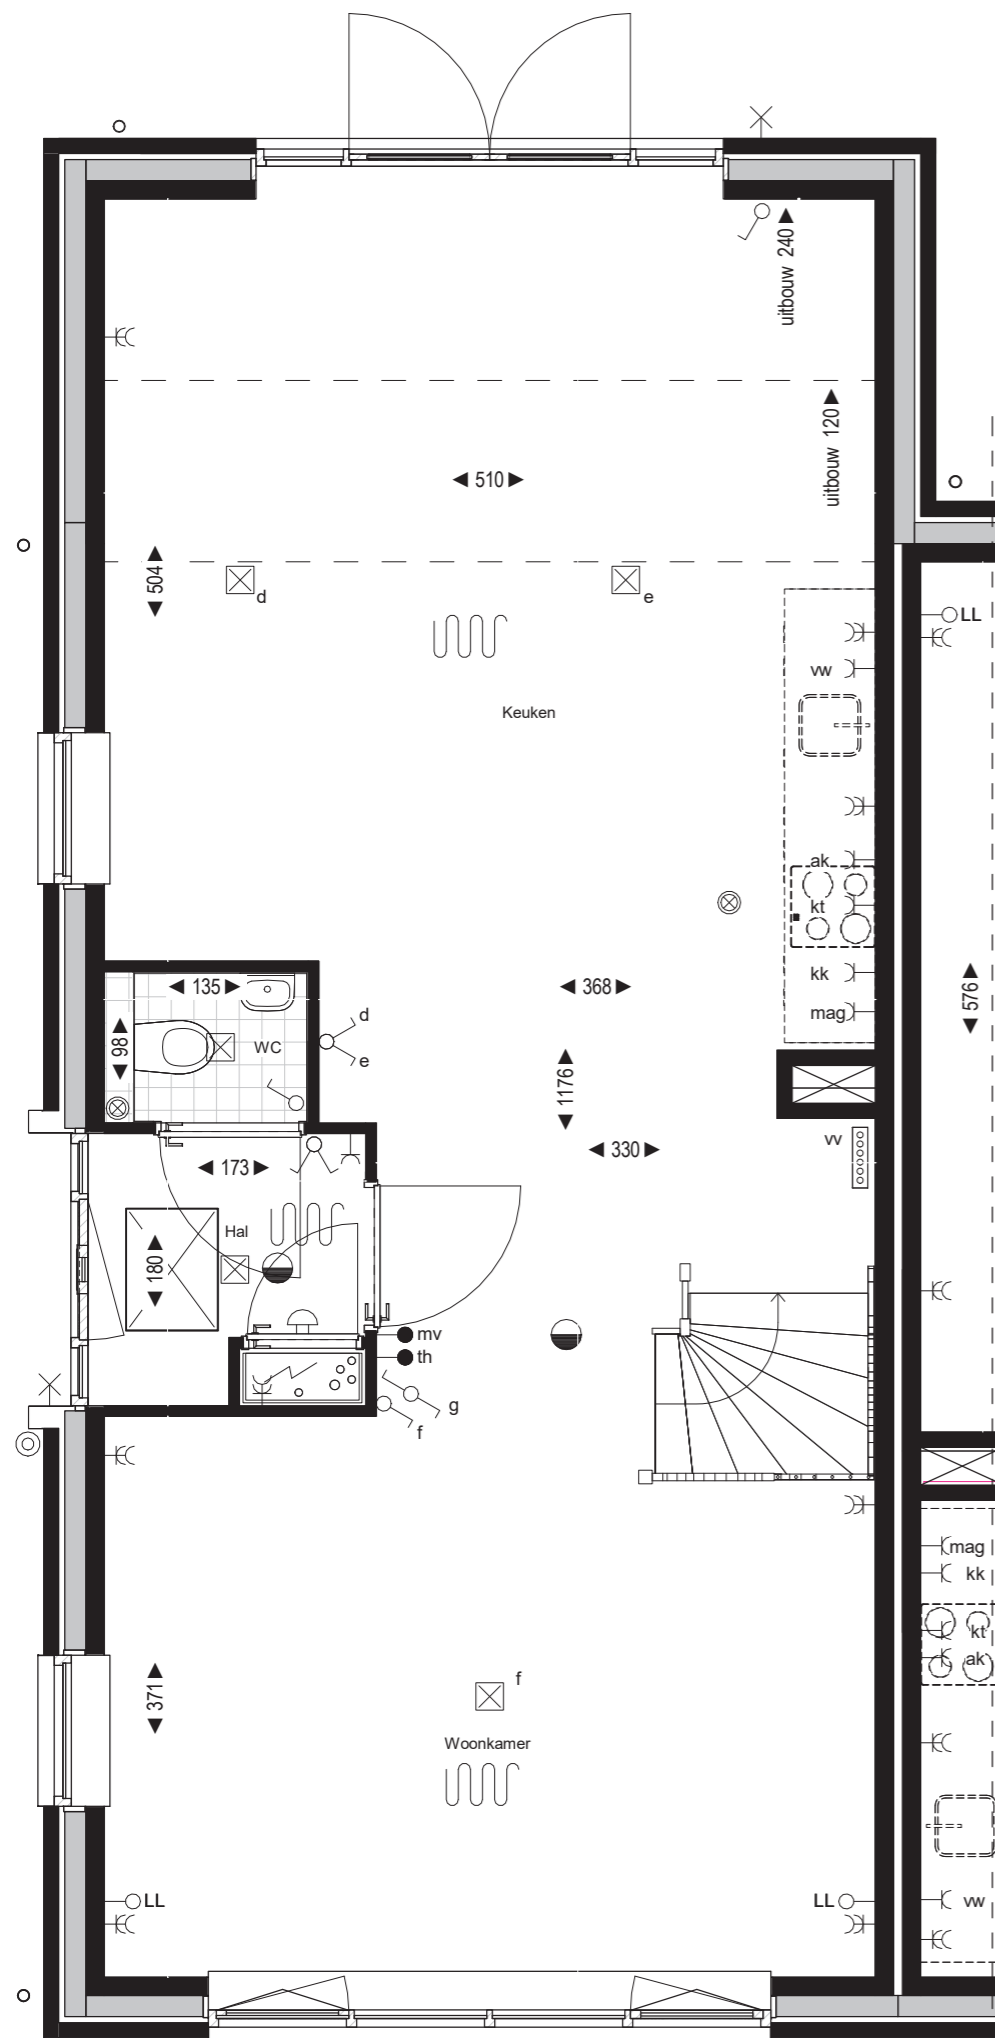 uitbouw 240
uitbouw 120
510
504
d
e
LL
vw
Keuken
ak
kt
kk
mag
135
368
576
98
WC
d
e
1176
vv
173
330
Hal
180
mv
th
g
f
mag
kk
kt
ak
371
f
Woonkamer
LL
LL
vw